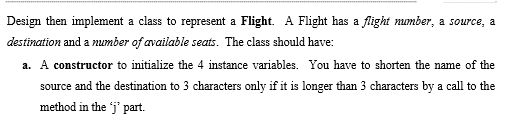 Design then implement a class to represent a Flight. A Flight has a flight number, a source, a
destination and a number of available seats. The class should have:
a. A constructor to initialize the 4 instance variables. You have to shorten the name of the
source and the destination to 3 characters only if it is longer than 3 characters by a call to the
method in the ‘j’ part.